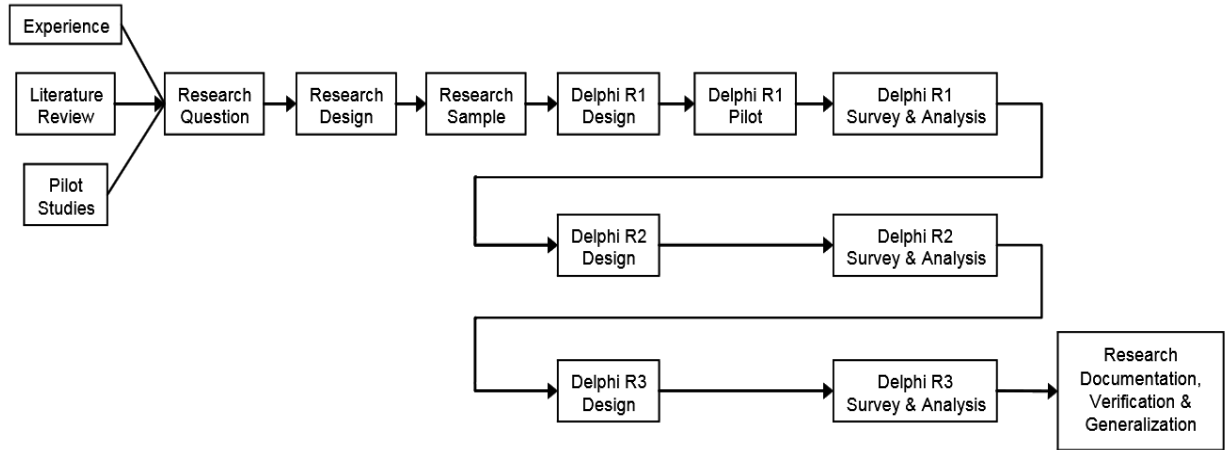 Experience
Literature
Review
Pilot
Studies
Research
Question
Research
Design
Research
Sample
Delphi R1
Design
Delphi R1
Pilot
Delphi R1
Survey & Analysis
Delphi R2
Design
Delphi R2
Survey & Analysis
Delphi R3
Design
Delphi R3
Survey & Analysis
Research
Documentation,
Verification &
Generalization